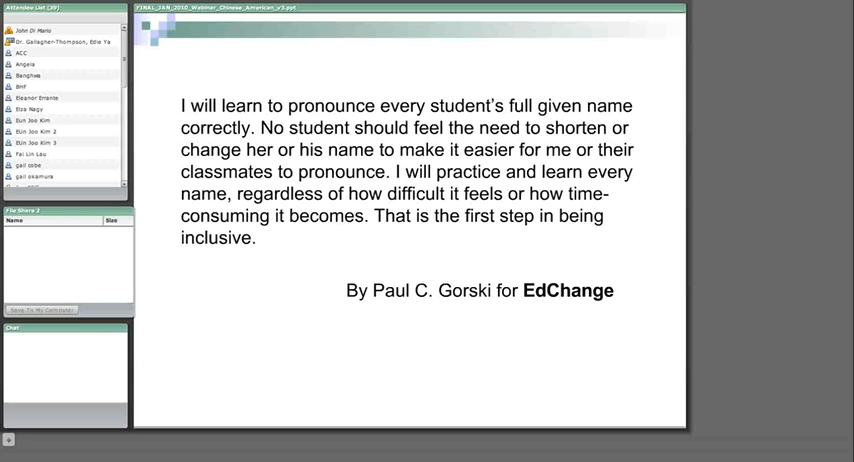 Attendee List (39)
John Di Mario
Dr. Gallagher-Thompson, Edie Ya
ACC
Angela
Banghwa
BHF
Eleanor Errante
Elza Nagy
Eun Joo Kim
EUn Joo Kim 2
EUn Joo Kim 3
Fai Lin Lau
gail cobe
gail okamura
File Share 2
Name Size
Save To My Computer
Chat
FINAL_JAN_2010_Webiner_Chinese_American_v3.ppt
I will learn to pronounce every student's full given name
correctly. No student should feel the need to shorten or
change her or his name to make it easier for me or their
classmates to pronounce. I will practice and learn every
name, regardless of how difficult it feels or how time-
consuming it becomes. That is the first step in being
inclusive.
By Paul C. Gorski for EdChange